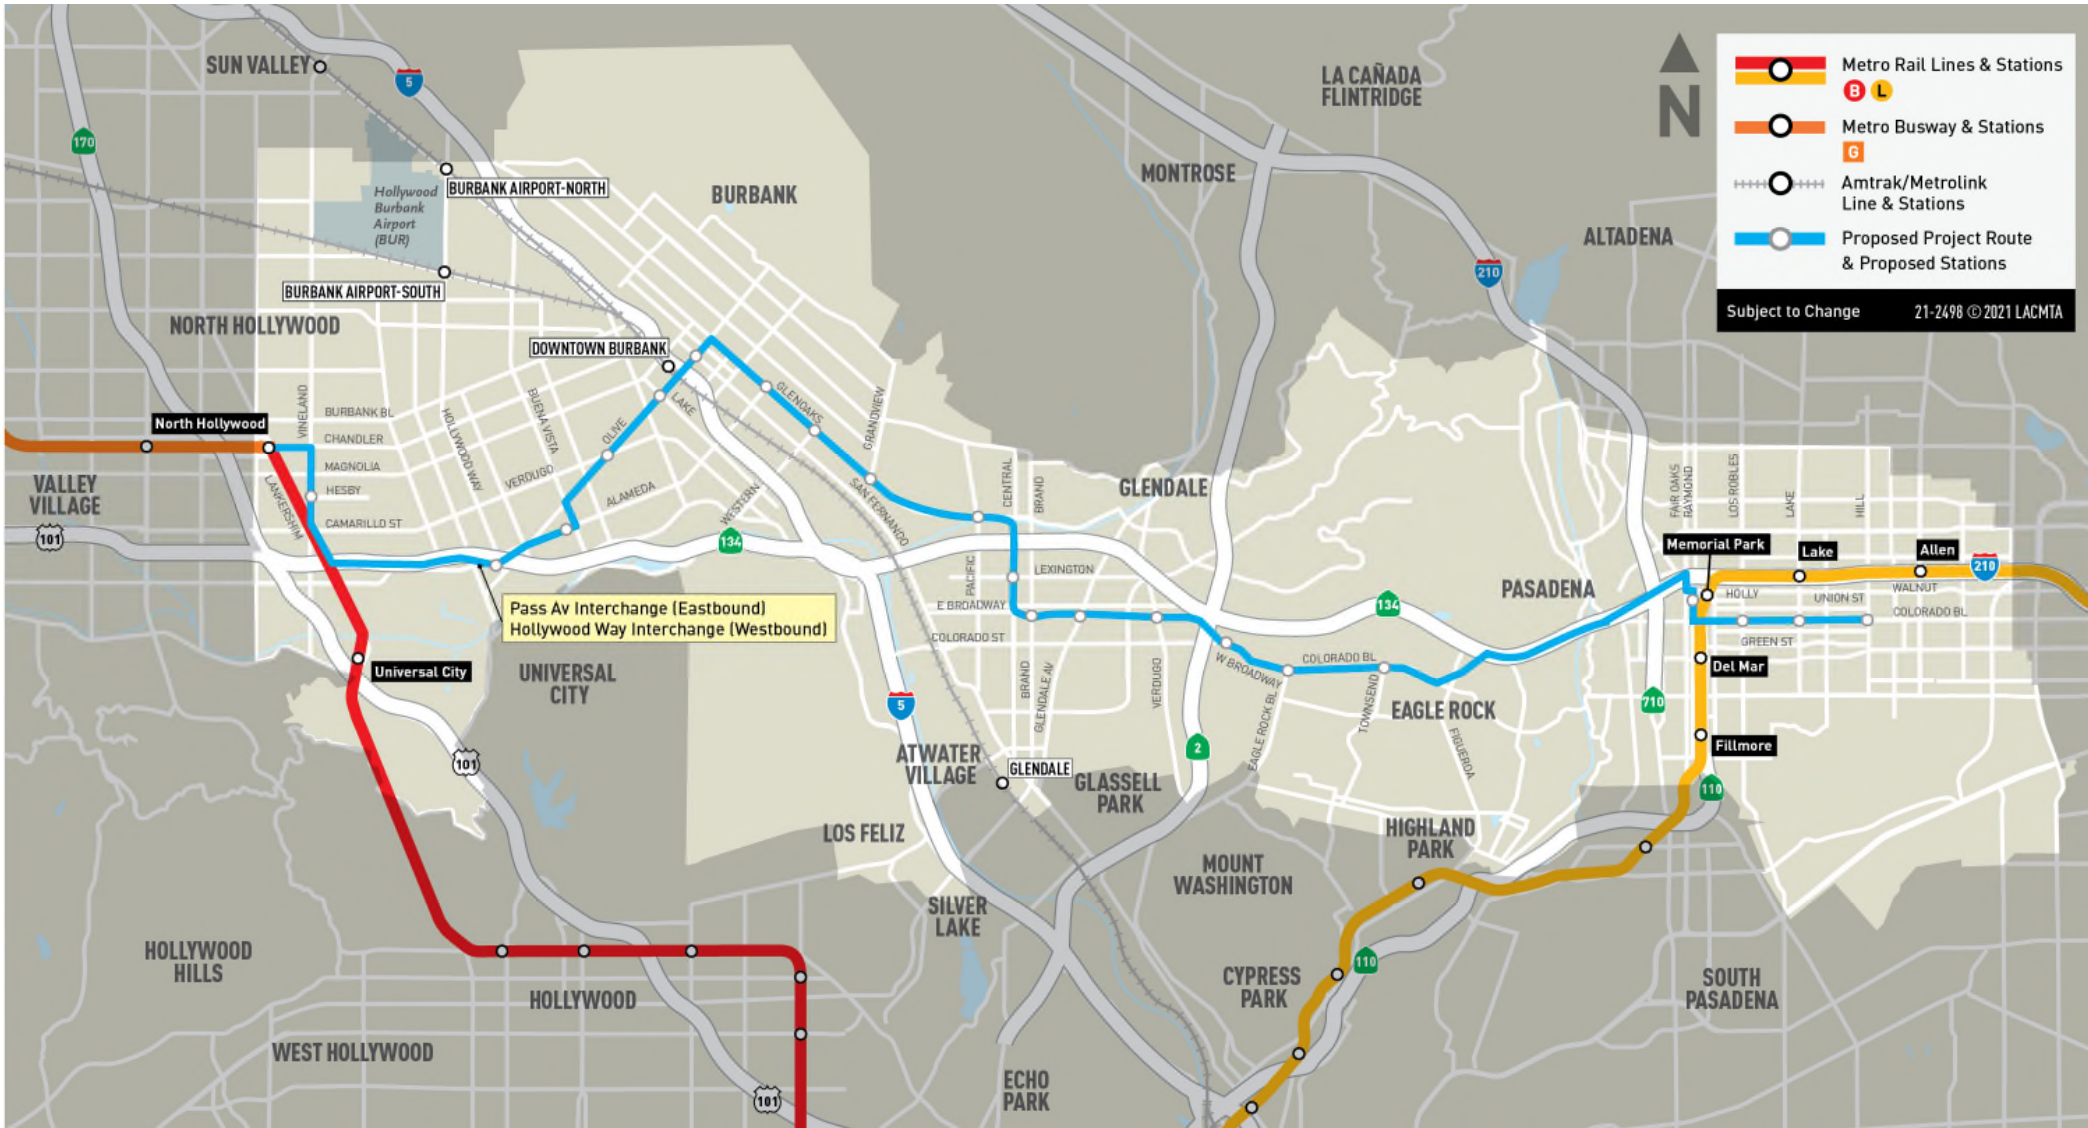 SUN VALLEY
5
170
Hollywood
Burbank
Airport
(BUR)
BURBANK AIRPORT-NORTH
BURBANK
BURBANK AIRPORT-SOUTH
NORTH HOLLYWOOD
DOWNTOWN BURBANK
LA CAÑADA
FLINTRIDGE
MONTROSE
ALTADENA
210
N
Metro Rail Lines & Stations
B L
Metro Busway & Stations
G
Amtrak/Metrolink
Line & Stations
Proposed Project Route
& Proposed Stations
Subject to Change 21-2498 © 2021 LACMTA
North Hollywood
VINELAND
BURBANK BL
CHANDLER
MAGNOLIA
HESBY
CAMARILLO ST
LANKERSHIM
HOLLYWOOD WAY
BUENA VISTA
VERDUGO
OLIVE
LAKE
ALAMEDA
WESTERN
GLENOAKS
GRANDVIEW
SAN FERNANDO
VALLEY
VILLAGE
101
134
Pass Av Interchange (Eastbound)
Hollywood Way Interchange (Westbound)
CENTRAL
BRAND
GLENDALE
PACIFIC
LEXINGTON
E BROADWAY
COLORADO ST
BRAND
GLENDALE AV
VERDUGO
W BROADWAY
COLORADO BL
EAGLE ROCK BL
TOWNSEND
FIGUEROA
EAGLE ROCK
134
PASADENA
FAIR OAKS
RAYMOND
LOS ROBLES
LAKE
HILL
Memorial Park
Lake
Allen
210
WALNUT
HOLLY
UNION ST
COLORADO BL
GREEN ST
Del Mar
710
Fillmore
110
Universal City
UNIVERSAL
CITY
101
5
ATWATER
VILLAGE
GLENDALE
GLASSELL
PARK
2
LOS FELIZ
HIGHLAND
PARK
MOUNT
WASHINGTON
SILVER
LAKE
HOLLYWOOD
HILLS
HOLLYWOOD
WEST HOLLYWOOD
101
ECHO
PARK
CYPRESS
PARK
110
SOUTH
PASADENA